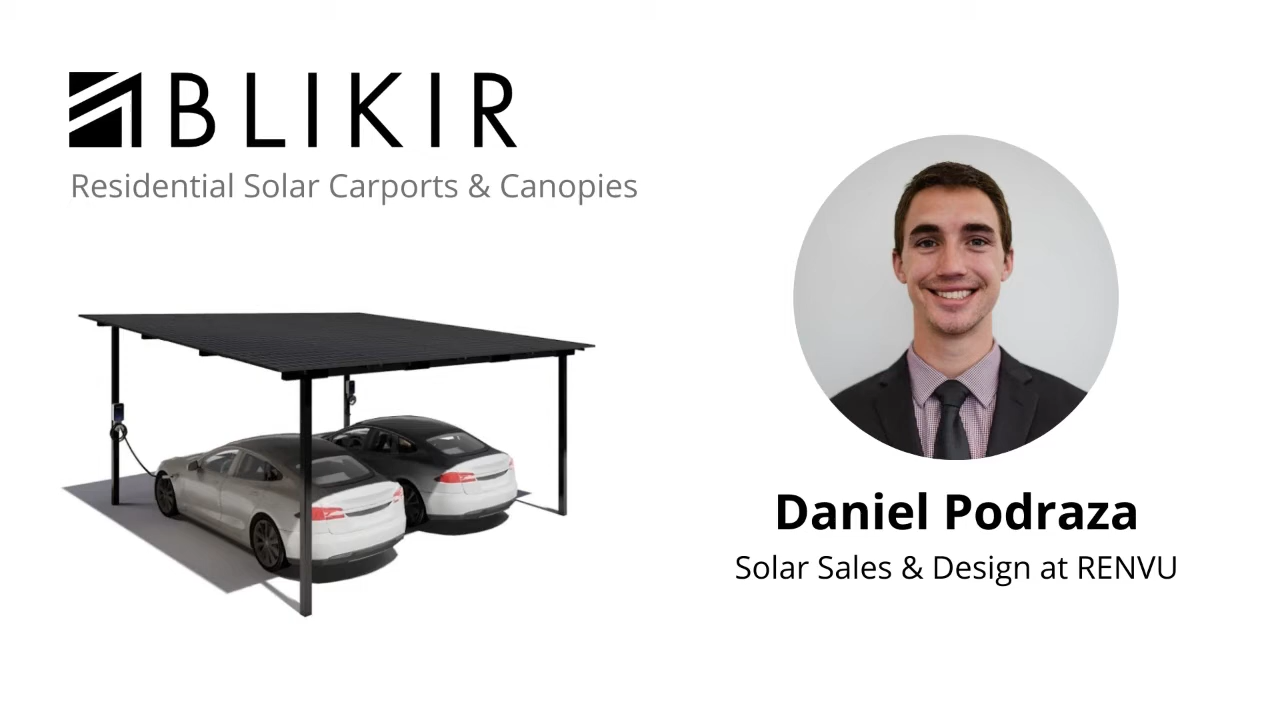 BLIKIR
Residential Solar Carports & Canopies
Daniel Podraza
Solar Sales & Design at RENVU